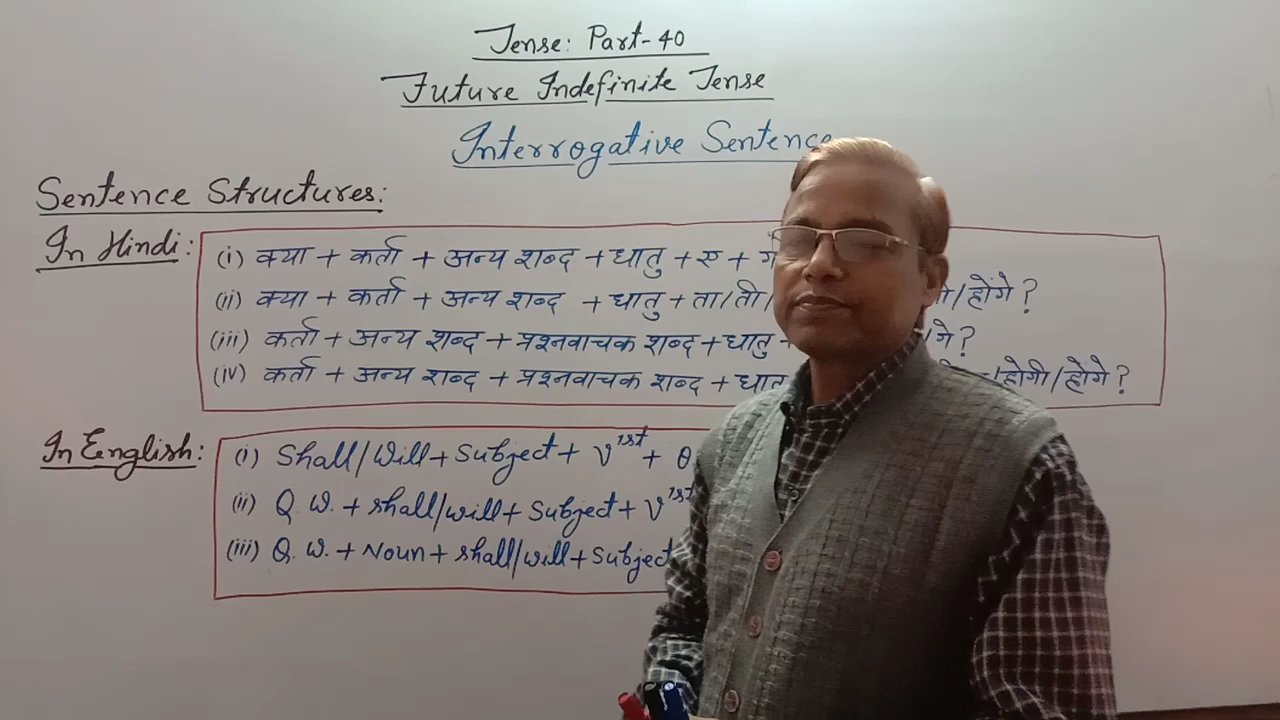 Tense: Part-40
Future Indefinite Tense
Interrogative Sentence
Sentence Structures:
In Hindi:
(i) क्या + कर्ता + अन्य शब्द + धातु + ए +
(ii) क्या + कर्ता + अन्य शब्द + धातु + ता/ती/ /होंगे?
(iii) कर्ता + अन्य शब्द + प्रश्नवाचक शब्द + धातु + /गे?
(iv) कर्ता + अन्य शब्द + प्रश्नवाचक शब्द + /होगी/होंगे?
In English:
(i) Shall/Will + Subject + V¹ˢᵗ +
(ii) Q.W. + shall/will + Subject + V¹ˢᵗ
(iii) Q.W. + Noun + shall/will + Subject